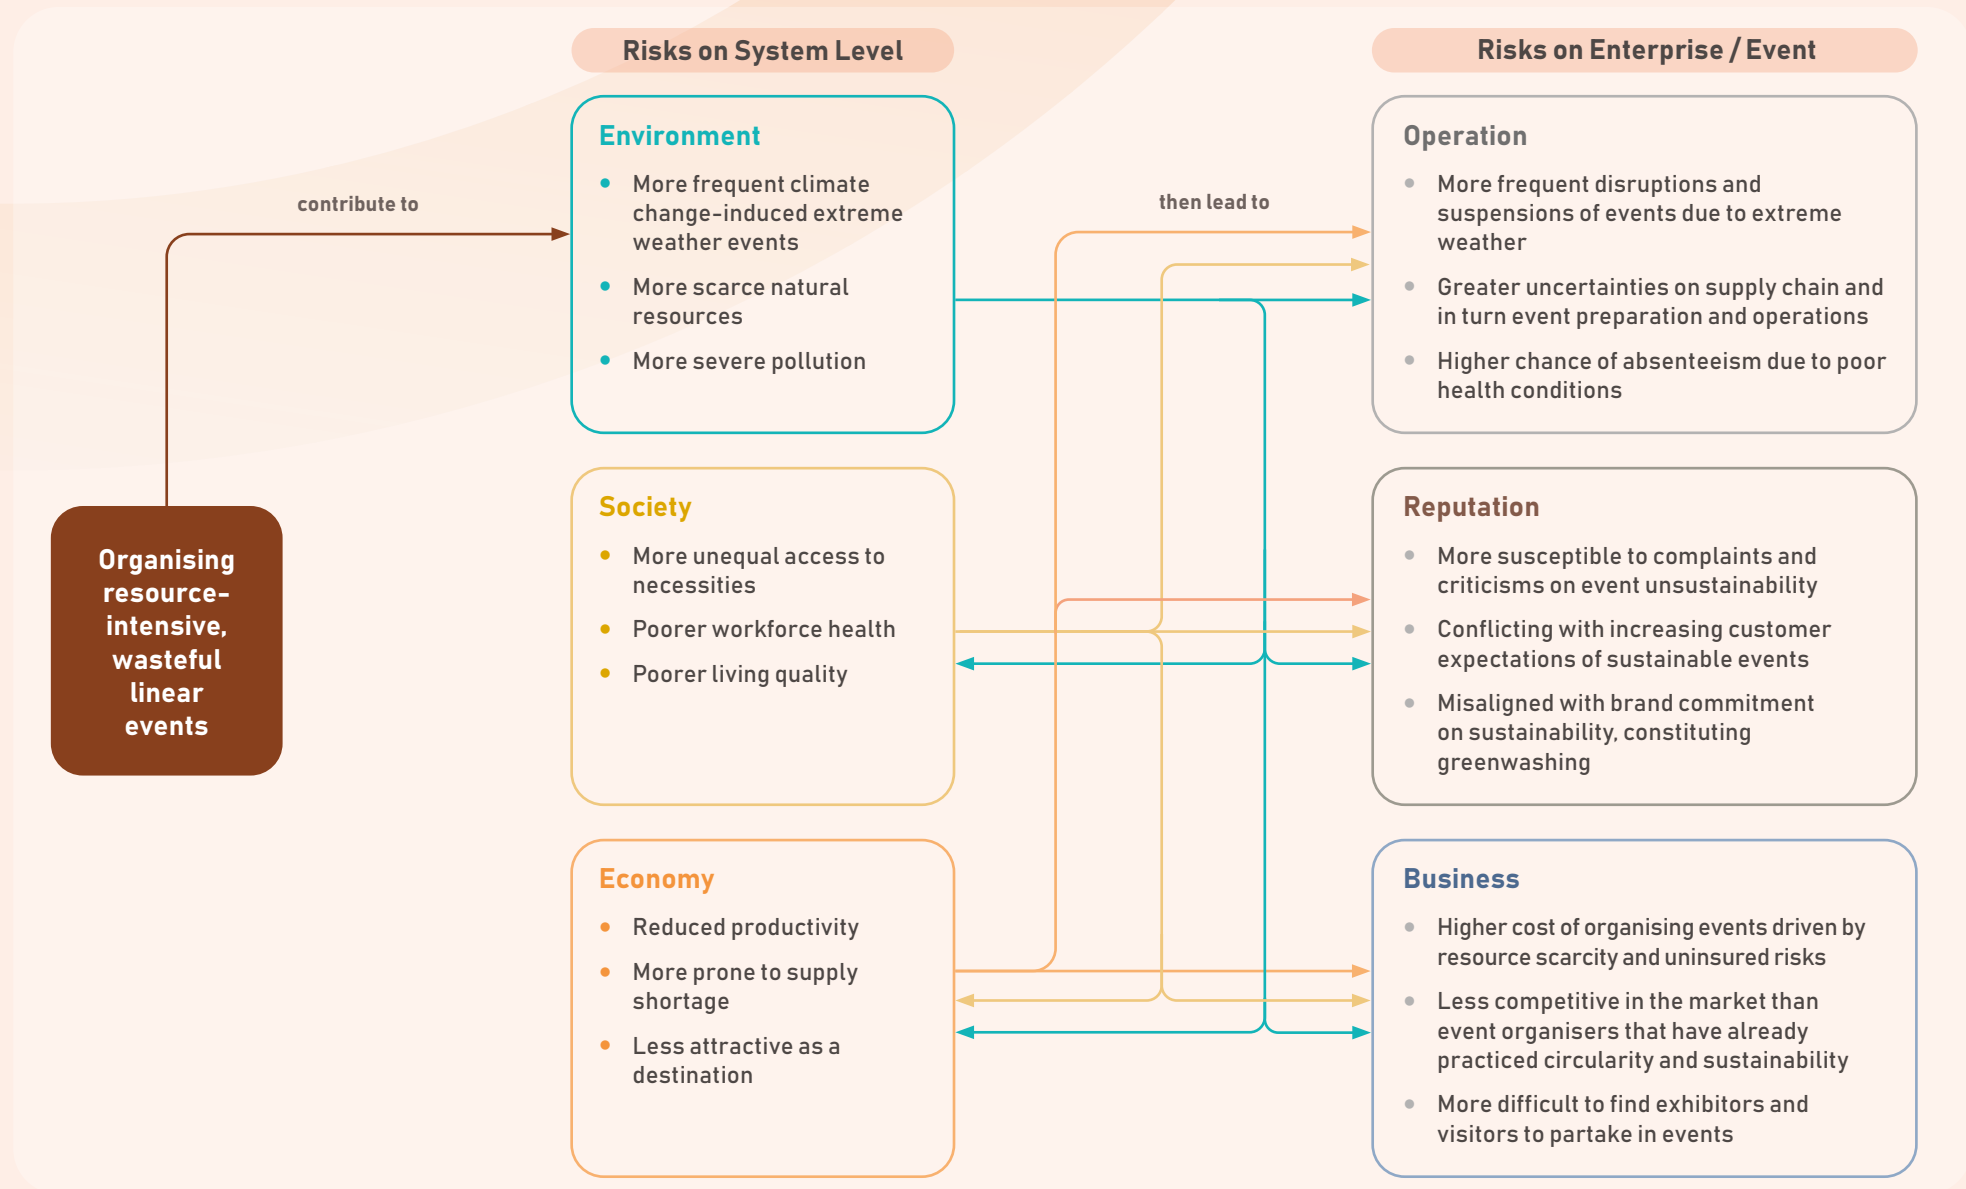 Risks on System Level
Risks on Enterprise / Event
contribute to
then lead to
Organising
resource-
intensive,
wasteful
linear
events
Environment
• More frequent climate
change-induced extreme
weather events
• More scarce natural
resources
• More severe pollution
Society
• More unequal access to
necessities
• Poorer workforce health
• Poorer living quality
Economy
• Reduced productivity
• More prone to supply
shortage
• Less attractive as a
destination
Operation
• More frequent disruptions and
suspensions of events due to extreme
weather
• Greater uncertainties on supply chain and
in turn event preparation and operations
• Higher chance of absenteeism due to poor
health conditions
Reputation
• More susceptible to complaints and
criticisms on event unsustainability
• Conflicting with increasing customer
expectations of sustainable events
• Misaligned with brand commitment
on sustainability, constituting
greenwashing
Business
• Higher cost of organising events driven by
resource scarcity and uninsured risks
• Less competitive in the market than
event organisers that have already
practiced circularity and sustainability
• More difficult to find exhibitors and
visitors to partake in events